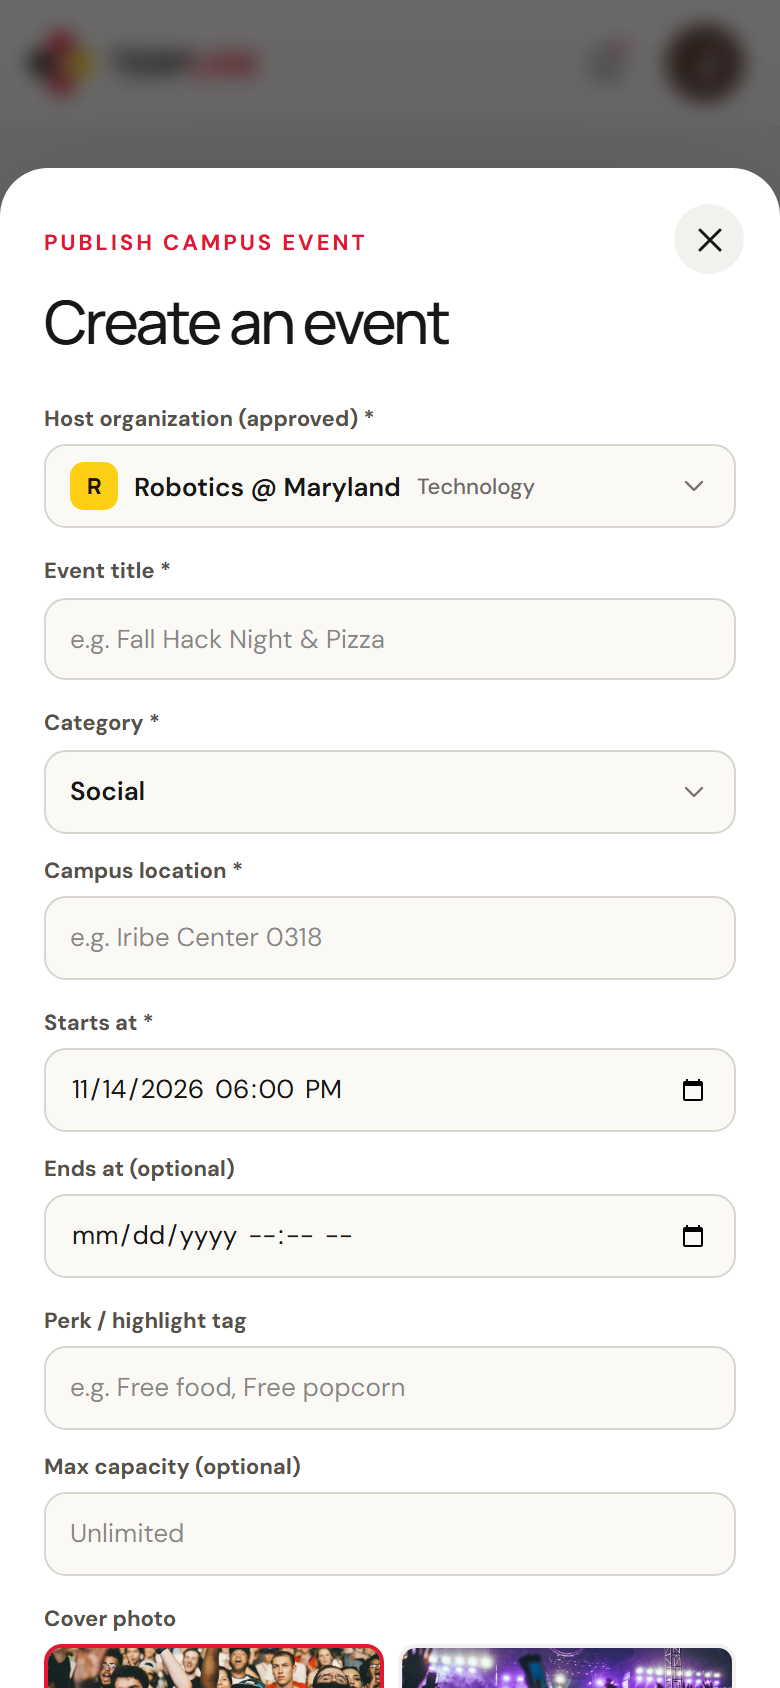 PUBLISH CAMPUS EVENT
Create an event
Host organization (approved) *
R Robotics @ Maryland Technology
Event title *
e.g. Fall Hack Night & Pizza
Category *
Social
Campus location *
e.g. Iribe Center 0318
Starts at *
11/14/2026 06:00 PM
Ends at (optional)
mm/dd/yyyy --:-- --
Perk / highlight tag
e.g. Free food, Free popcorn
Max capacity (optional)
Unlimited
Cover photo